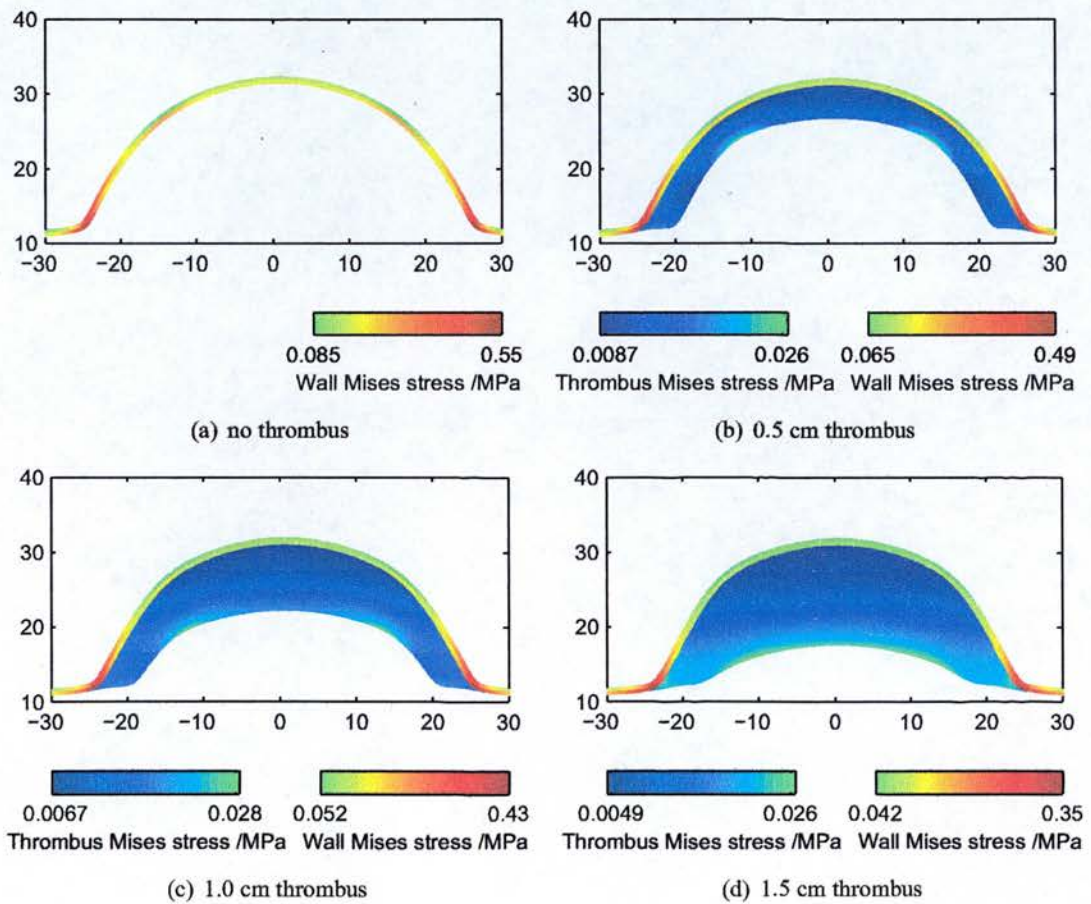 40
30
20
10
−30 −20 −10 0 10 20 30
0.085 0.55
Wall Mises stress /MPa
(a) no thrombus
40
30
20
10
−30 −20 −10 0 10 20 30
0.0087 0.026 0.065 0.49
Thrombus Mises stress /MPa Wall Mises stress /MPa
(b) 0.5 cm thrombus
40
30
20
10
−30 −20 −10 0 10 20 30
0.0067 0.028 0.052 0.43
Thrombus Mises stress /MPa Wall Mises stress /MPa
(c) 1.0 cm thrombus
40
30
20
10
−30 −20 −10 0 10 20 30
0.0049 0.026 0.042 0.35
Thrombus Mises stress /MPa Wall Mises stress /MPa
(d) 1.5 cm thrombus